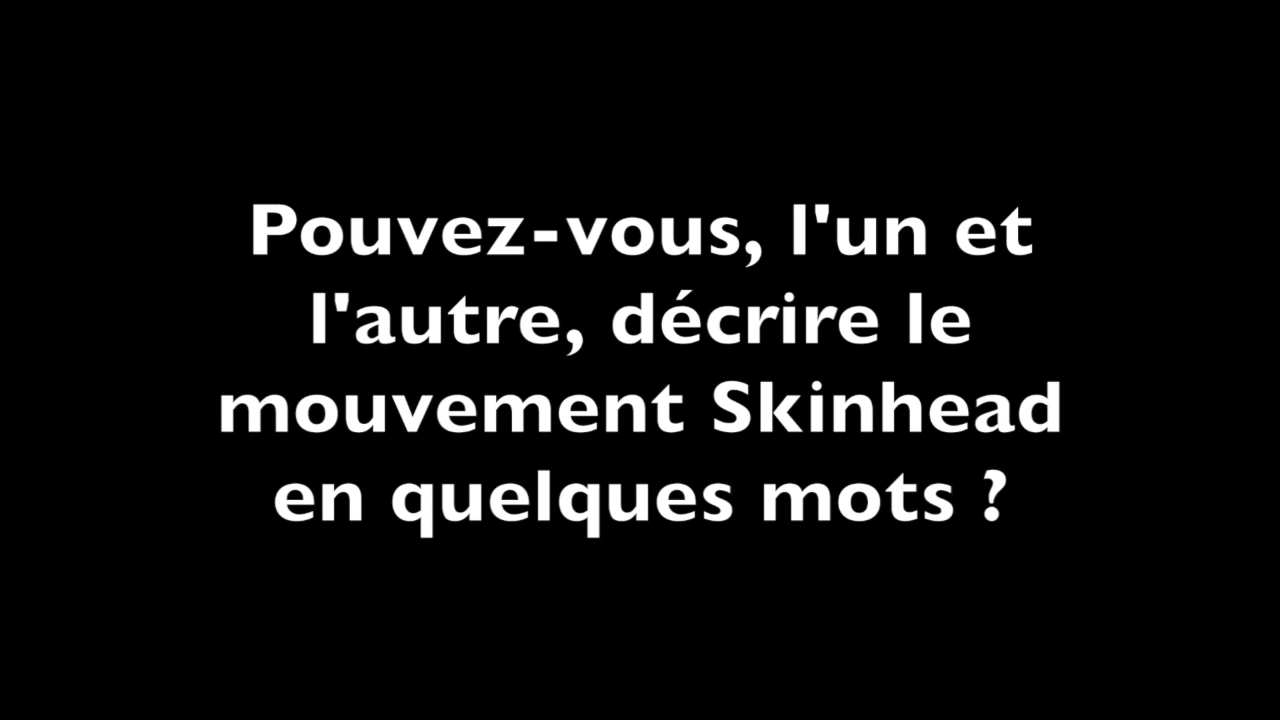 Pouvez-vous, l'un et
l'autre, décrire le
mouvement Skinhead
en quelques mots ?